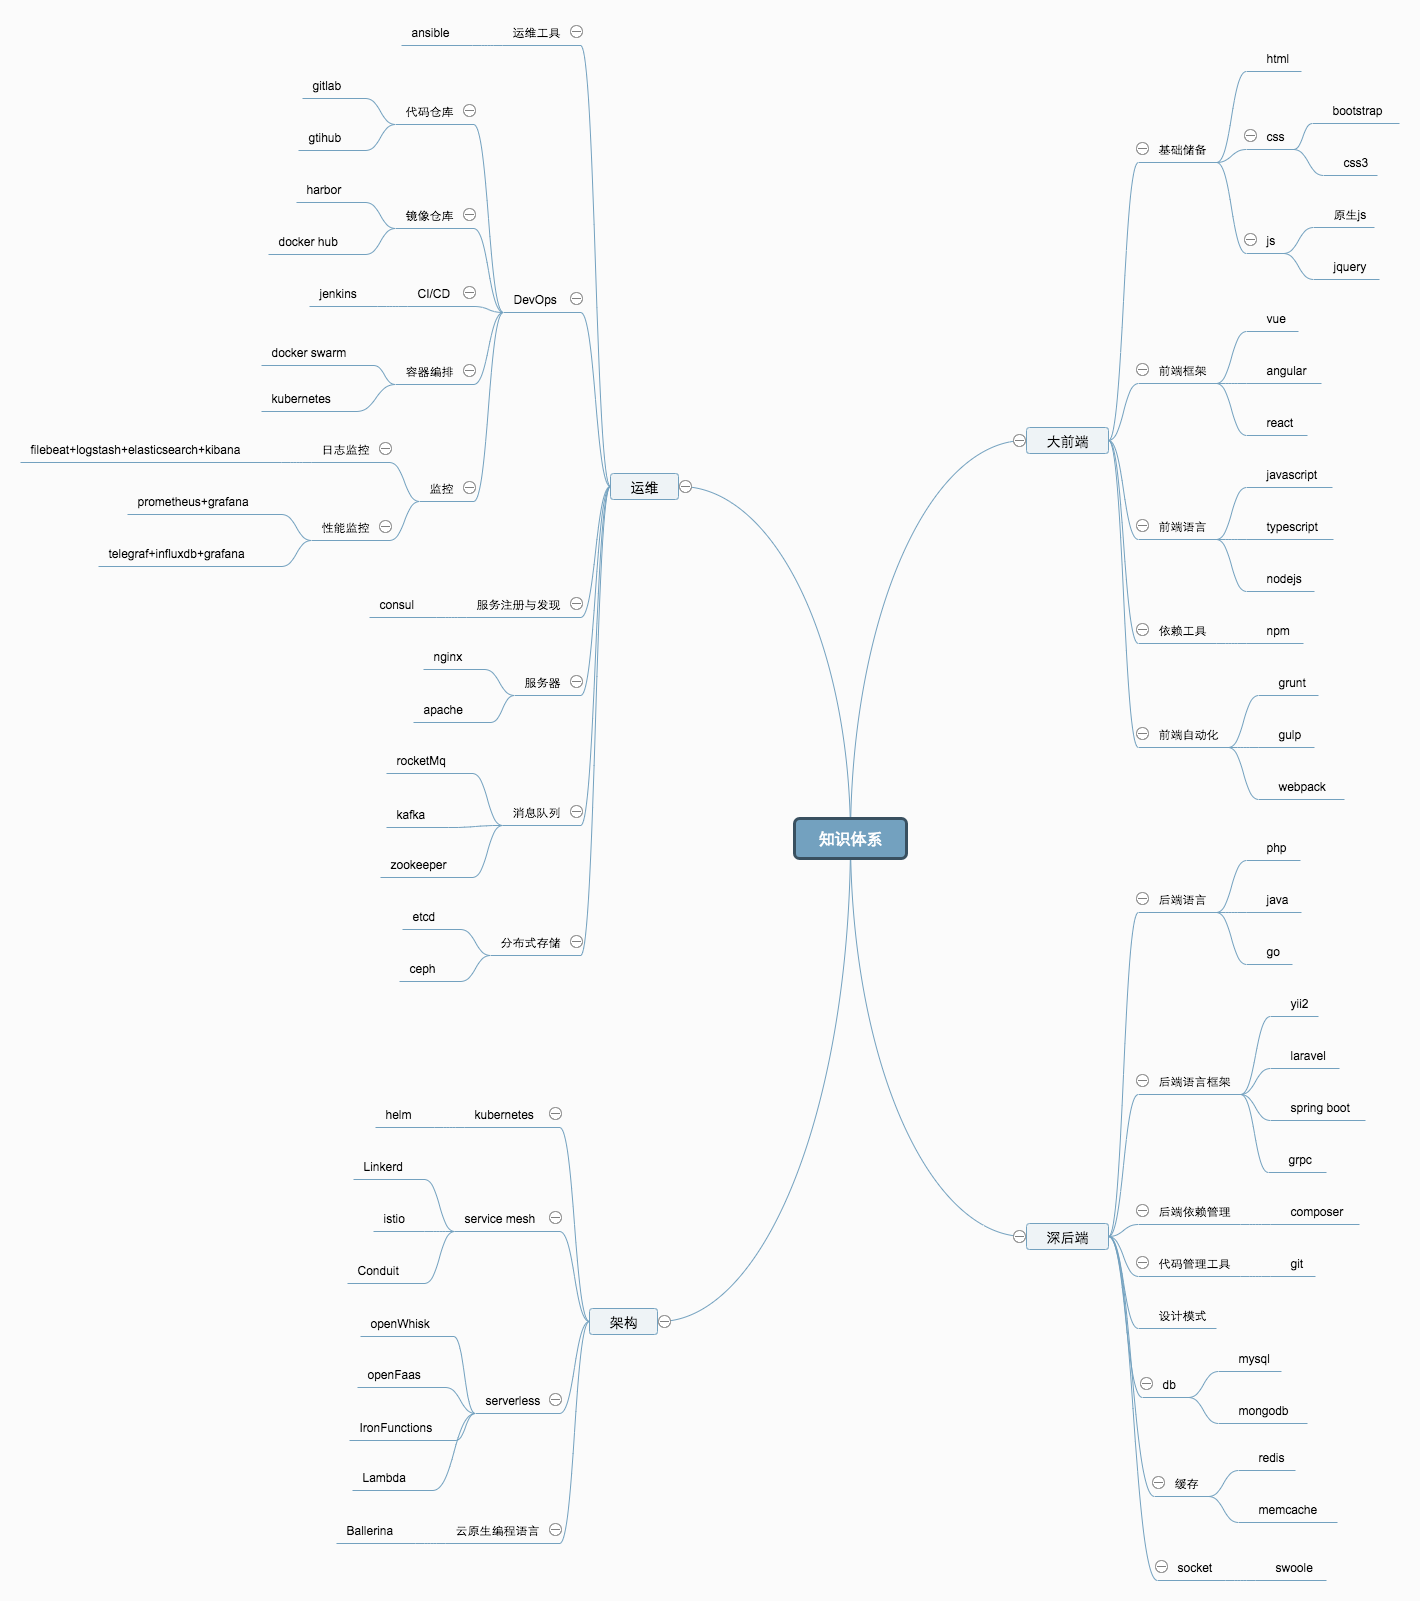 知识体系
大前端
基础储备
html
css
bootstrap
css3
js
原生js
jquery
前端框架
vue
angular
react
前端语言
javascript
typescript
nodejs
依赖工具
npm
前端自动化
grunt
gulp
webpack
深后端
后端语言
php
java
go
后端语言框架
yii2
laravel
spring boot
grpc
后端依赖管理
composer
代码管理工具
git
设计模式
db
mysql
mongodb
缓存
redis
memcache
socket
swoole
运维
运维工具
ansible
DevOps
代码仓库
gitlab
gtihub
镜像仓库
harbor
docker hub
CI/CD
jenkins
容器编排
docker swarm
kubernetes
监控
日志监控
filebeat+logstash+elasticsearch+kibana
性能监控
prometheus+grafana
telegraf+influxdb+grafana
服务注册与发现
consul
服务器
nginx
apache
消息队列
rocketMq
kafka
zookeeper
分布式存储
etcd
ceph
架构
kubernetes
helm
service mesh
Linkerd
istio
Conduit
serverless
openWhisk
openFaas
IronFunctions
Lambda
云原生编程语言
Ballerina